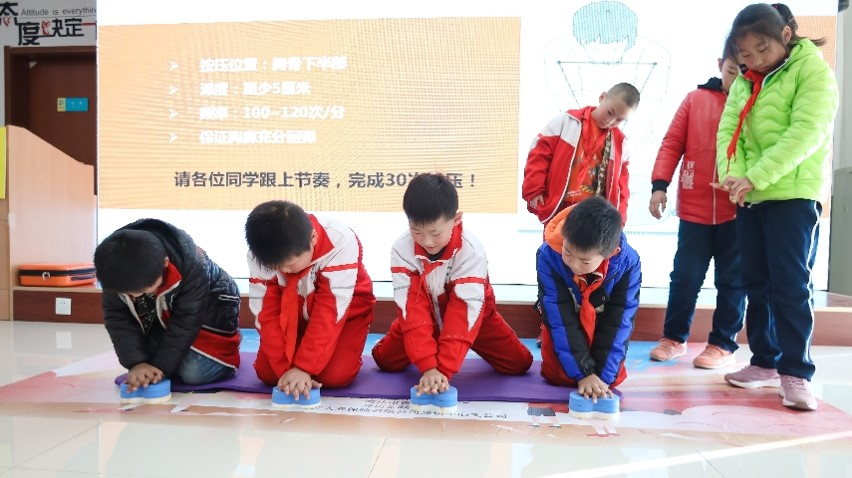 Attitude is everything
态度决定一
按压位置：胸骨下半部
深度：至少5厘米
频率：100~120次/分
保证胸廓充分回弹
请各位同学跟上节奏，完成30次按压！